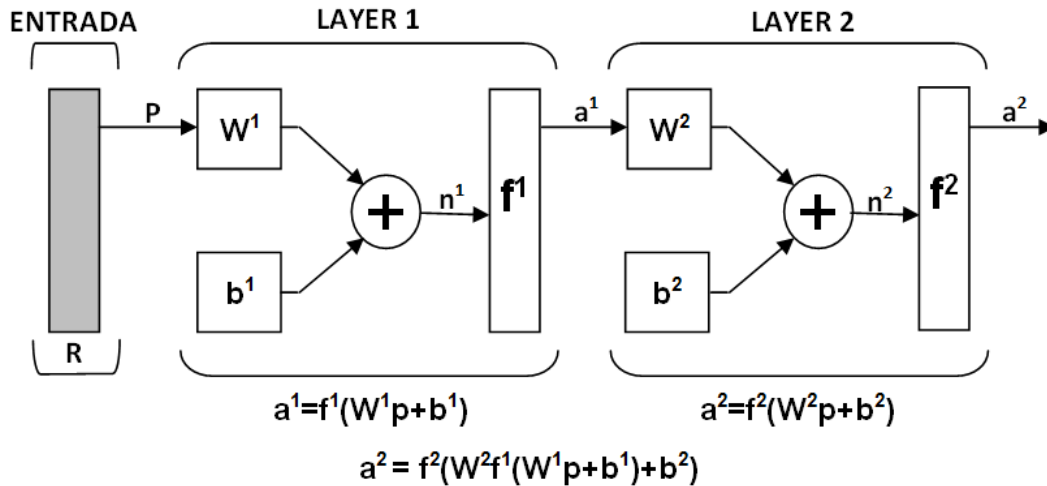 ENTRADA
LAYER 1
LAYER 2
P
W¹
b¹
+
n¹
f¹
a¹
W²
b²
+
n²
f²
a²
R
a¹=f¹(W¹p+b¹)
a²=f²(W²p+b²)
a² = f²(W²f¹(W¹p+b¹)+b²)